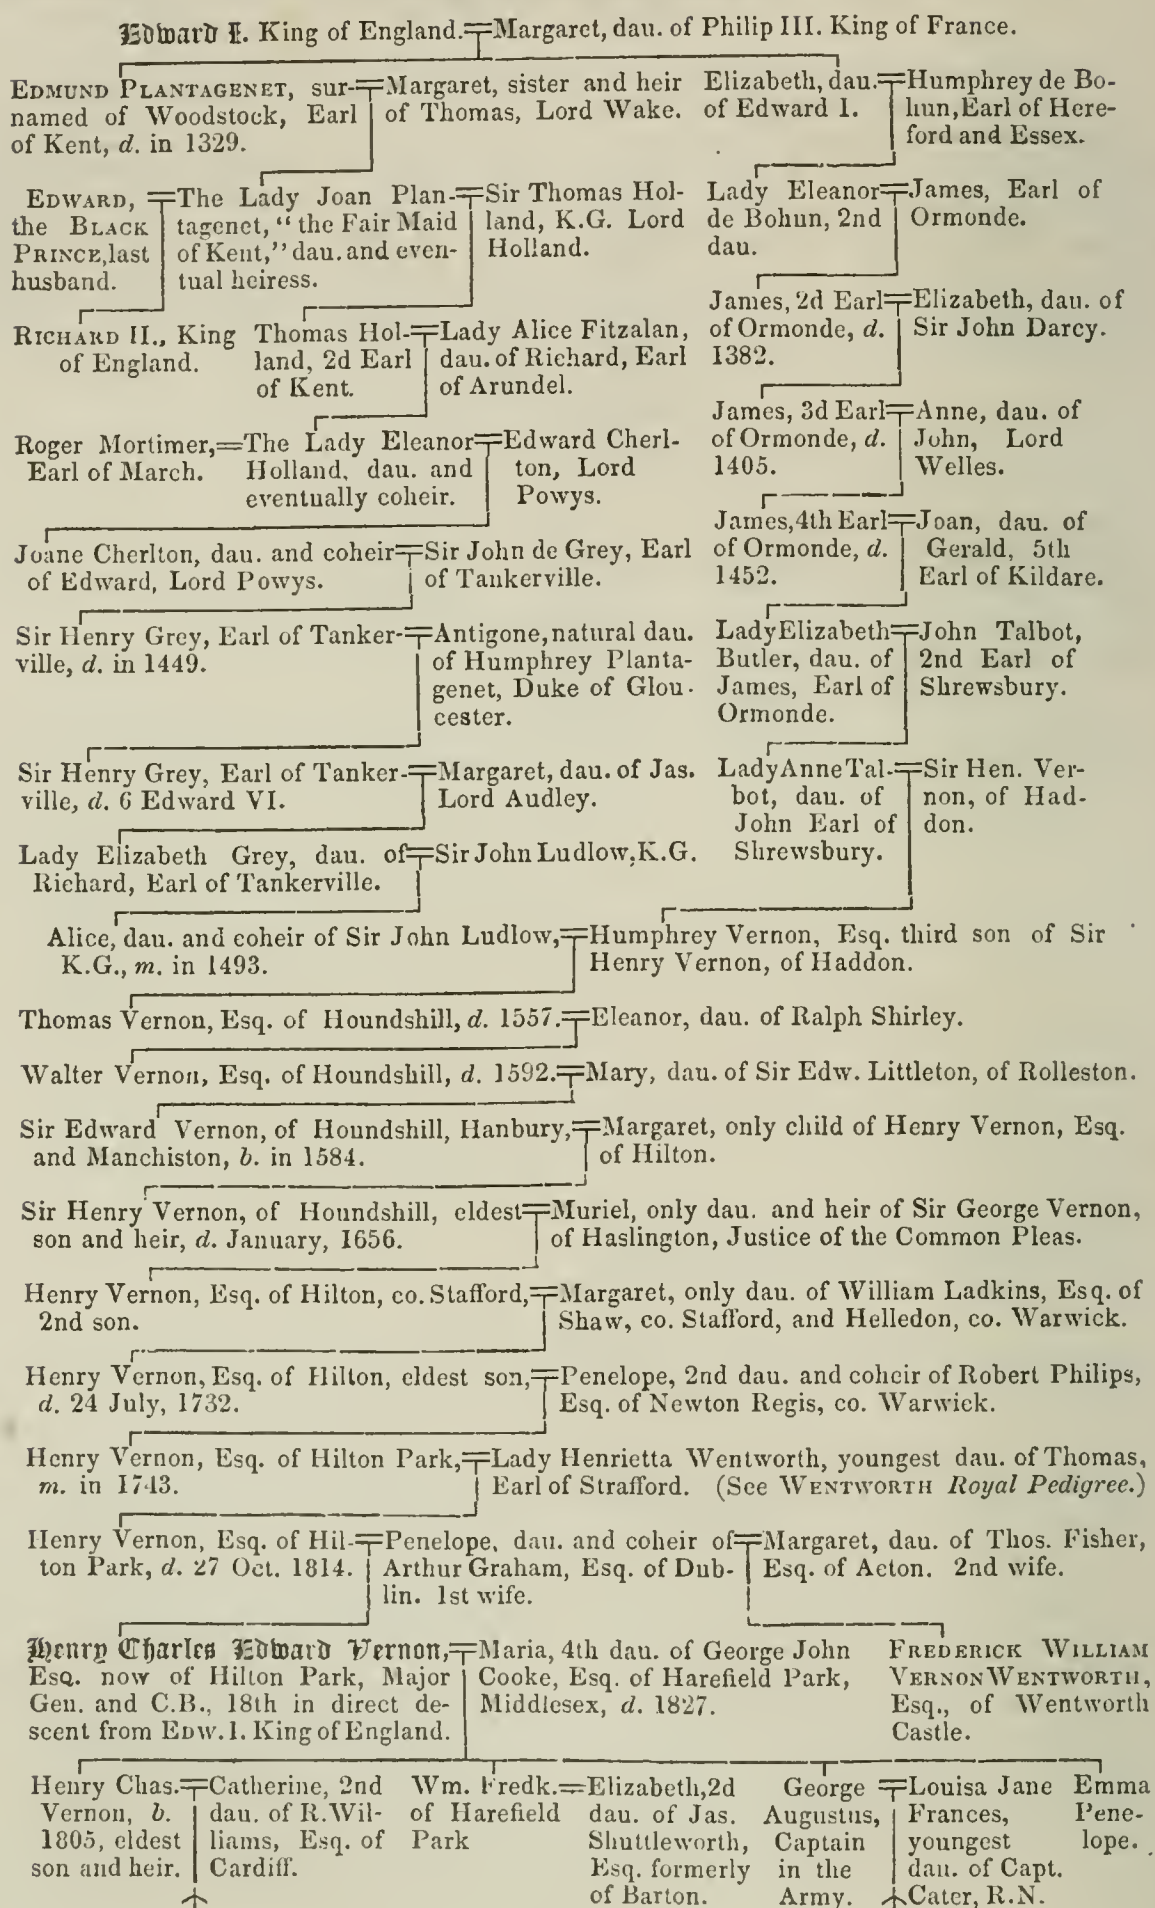 Edward I. King of England.=Margaret, dau. of Philip III. King of France.
EDMUND PLANTAGENET, sur-
named of Woodstock, Earl
of Kent, d. in 1329.
=Margaret, sister and heir
of Thomas, Lord Wake.
Elizabeth, dau.
of Edward I.
=Humphrey de Bo-
hun, Earl of Here-
ford and Essex.
EDWARD,
the BLACK
PRINCE, last
husband.
=The Lady Joan Plan-
tagenet, "the Fair Maid
of Kent," dau. and even-
tual heiress.
=Sir Thomas Hol-
land, K.G. Lord
Holland.
Lady Eleanor
de Bohun, 2nd
dau.
=James, Earl of
Ormonde.
RICHARD II., King
of England.
Thomas Hol-
land, 2d Earl
of Kent.
=Lady Alice Fitzalan,
dau. of Richard, Earl
of Arundel.
James, 2d Earl
of Ormonde, d.
1382.
=Elizabeth, dau. of
Sir John Darcy.
Roger Mortimer,
Earl of March.
=The Lady Eleanor
Holland, dau. and
eventually coheir.
=Edward Cherl-
ton, Lord
Powys.
James, 3d Earl
of Ormonde, d.
1405.
=Anne, dau. of
John, Lord
Welles.
Joane Cherlton, dau. and coheir
of Edward, Lord Powys.
=Sir John de Grey, Earl
of Tankerville.
James, 4th Earl
of Ormonde, d.
1452.
=Joan, dau. of
Gerald, 5th
Earl of Kildare.
Sir Henry Grey, Earl of Tanker-
ville, d. in 1449.
=Antigone, natural dau.
of Humphrey Planta-
genet, Duke of Glou-
cester.
Lady Elizabeth
Butler, dau. of
James, Earl of
Ormonde.
=John Talbot,
2nd Earl of
Shrewsbury.
Sir Henry Grey, Earl of Tanker-
ville, d. 6 Edward VI.
=Margaret, dau. of Jas.
Lord Audley.
Lady Anne Tal-
bot, dau. of
John Earl of
Shrewsbury.
=Sir Hen. Ver-
non, of Had-
don.
Lady Elizabeth Grey, dau. of
Richard, Earl of Tankerville.
=Sir John Ludlow, K.G.
Alice, dau. and coheir of Sir John Ludlow,
K.G., m. in 1493.
=Humphrey Vernon, Esq. third son of Sir
Henry Vernon, of Haddon.
Thomas Vernon, Esq. of Houndshill, d. 1557.=Eleanor, dau. of Ralph Shirley.
Walter Vernon, Esq. of Houndshill, d. 1592.=Mary, dau. of Sir Edw. Littleton, of Rolleston.
Sir Edward Vernon, of Houndshill, Hanbury,
and Manchiston, b. in 1584.
=Margaret, only child of Henry Vernon, Esq.
of Hilton.
Sir Henry Vernon, of Houndshill, eldest
son and heir, d. January, 1656.
=Muriel, only dau. and heir of Sir George Vernon,
of Haslington, Justice of the Common Pleas.
Henry Vernon, Esq. of Hilton, co. Stafford,
2nd son.
=Margaret, only dau. of William Ladkins, Esq. of
Shaw, co. Stafford, and Helledon, co. Warwick.
Henry Vernon, Esq. of Hilton, eldest son,
d. 24 July, 1732.
=Penelope, 2nd dau. and coheir of Robert Philips,
Esq. of Newton Regis, co. Warwick.
Henry Vernon, Esq. of Hilton Park,
m. in 1743.
=Lady Henrietta Wentworth, youngest dau. of Thomas,
Earl of Strafford. (See WENTWORTH Royal Pedigree.)
Henry Vernon, Esq. of Hil-
ton Park, d. 27 Oct. 1814.
=Penelope, dau. and coheir of
Arthur Graham, Esq. of Dub-
lin. 1st wife.
=Margaret, dau. of Thos. Fisher,
Esq. of Acton. 2nd wife.
Henry Charles Edward Vernon,
Esq. now of Hilton Park, Major
Gen. and C.B., 18th in direct de-
scent from EDW. I. King of England.
=Maria, 4th dau. of George John
Cooke, Esq. of Harefield Park,
Middlesex, d. 1827.
FREDERICK WILLIAM
VERNON WENTWORTH,
Esq., of Wentworth
Castle.
Henry Chas.
Vernon, b.
1805, eldest
son and heir.
=Catherine, 2nd
dau. of R. Wil-
liams, Esq. of
Cardiff.
Wm. Fredk.
of Harefield
Park
=Elizabeth, 2d
dau. of Jas.
Shuttleworth,
Esq. formerly
of Barton.
George
Augustus,
Captain
in the
Army.
=Louisa Jane
Frances,
youngest
dau. of Capt.
Cater, R.N.
Emma
Pene-
lope.